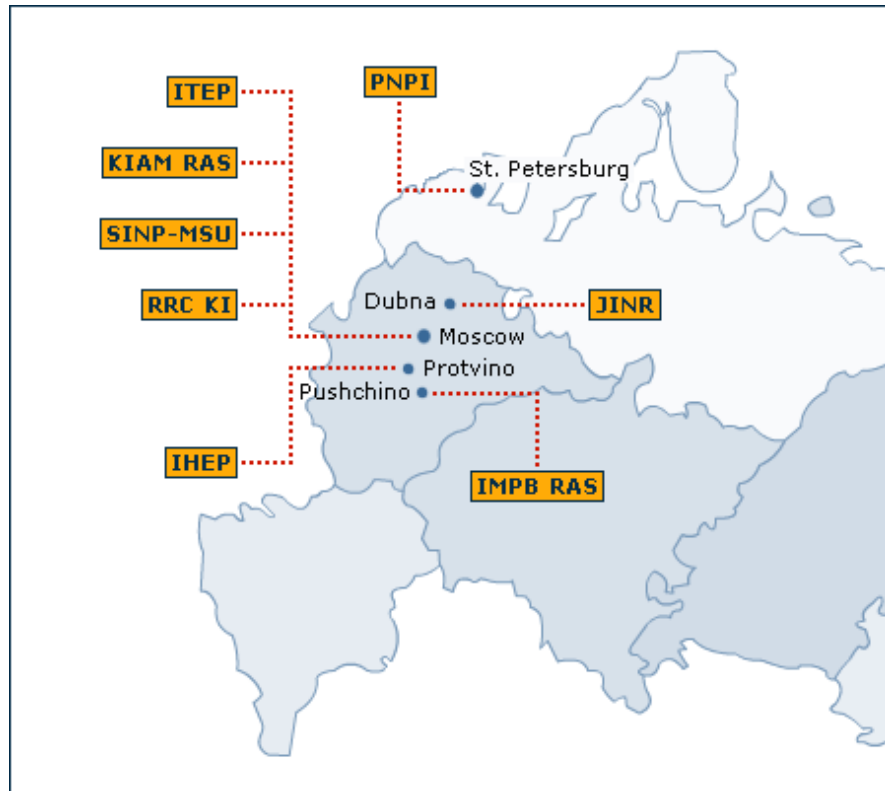 PNPI
ITEP
KIAM RAS
St. Petersburg
SINP-MSU
RRC KI
Dubna
JINR
Moscow
Protvino
Pushchino
IHEP
IMPB RAS